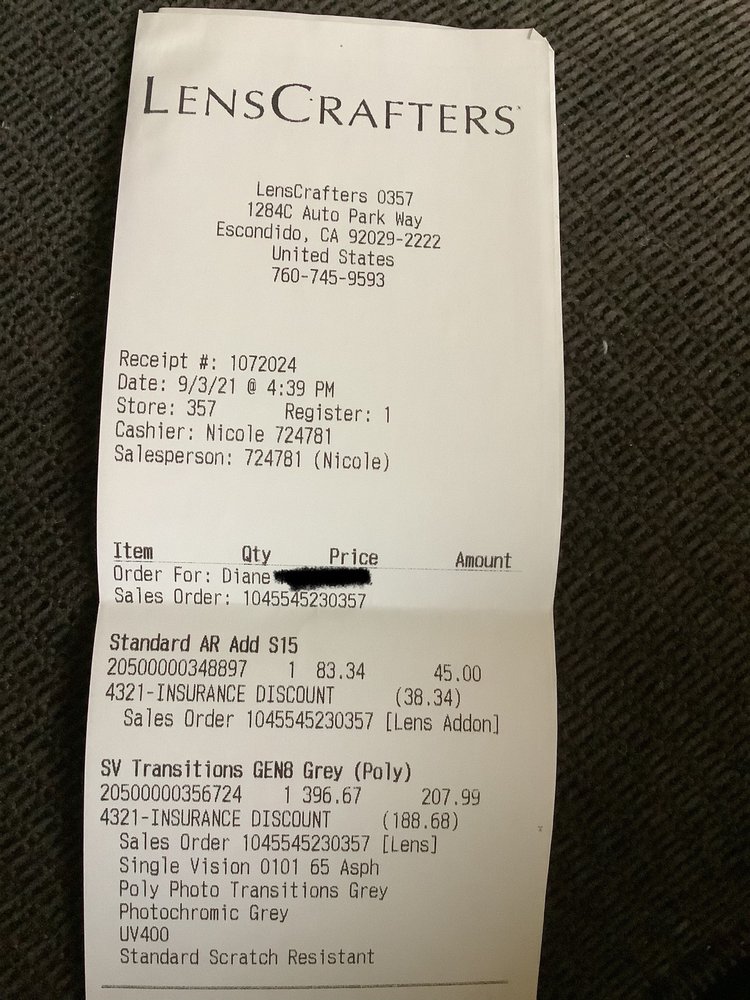 LENSCRAFTERS
LensCrafters 0357
1284C Auto Park Way
Escondido, CA 92029-2222
United States
760-745-9593
Receipt #: 1072024
Date: 9/3/21 @ 4:39 PM
Store: 357 Register: 1
Cashier: Nicole 724781
Salesperson: 724781 (Nicole)
Item Qty Price Amount
Order For: Diane
Sales Order: 1045545230357
Standard AR Add S15
20500000348897 1 83.34 45.00
4321-INSURANCE DISCOUNT (38.34)
Sales Order 1045545230357 [Lens Addon]
SV Transitions GEN8 Grey (Poly)
20500000356724 1 396.67 207.99
4321-INSURANCE DISCOUNT (188.68)
Sales Order 1045545230357 [Lens]
Single Vision 0101 65 Asph
Poly Photo Transitions Grey
Photochromic Grey
UV400
Standard Scratch Resistant